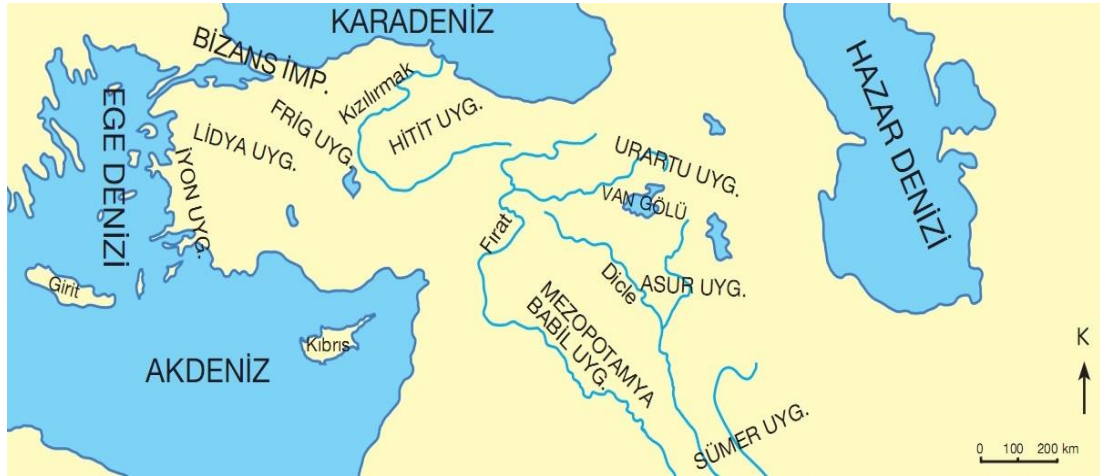 KARADENİZ
BİZANS İMP.
HAZAR DENİZİ
EGE DENİZİ
Kızılırmak
FRİG UYG.
HİTİT UYG.
LİDYA UYG.
İYON UYG.
URARTU UYG.
VAN GÖLÜ
Fırat
Dicle
ASUR UYG.
Girit
MEZOPOTAMYA
BABİL UYG.
Kıbrıs
AKDENİZ
K
SÜMER UYG.
0 100 200 km